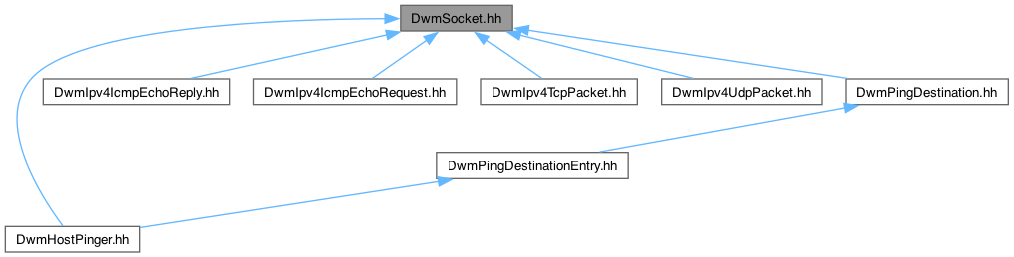 DwmSocket.hh
DwmIpv4IcmpEchoReply.hh
DwmIpv4IcmpEchoRequest.hh
DwmIpv4TcpPacket.hh
DwmIpv4UdpPacket.hh
DwmPingDestination.hh
DwmPingDestinationEntry.hh
DwmHostPinger.hh